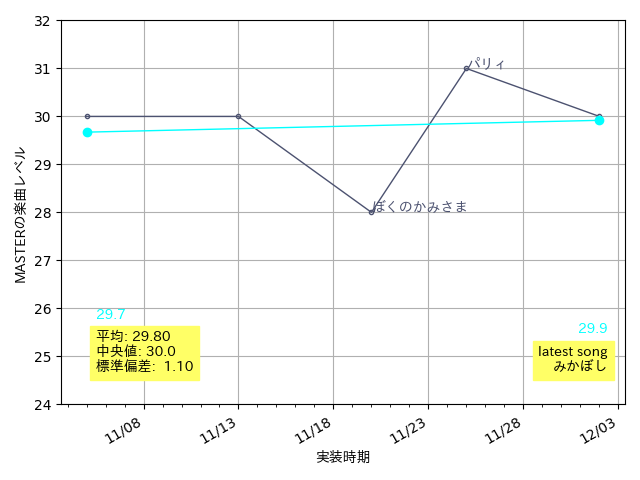 32
31
30
29
28
27
26
25
24
MASTERの楽曲レベル
パリィ
ぼくのかみさま
29.7
平均: 29.80
中央値: 30.0
標準偏差: 1.10
29.9
latest song
みかぼし
11/08
11/13
11/18
11/23
11/28
12/03
実装時期